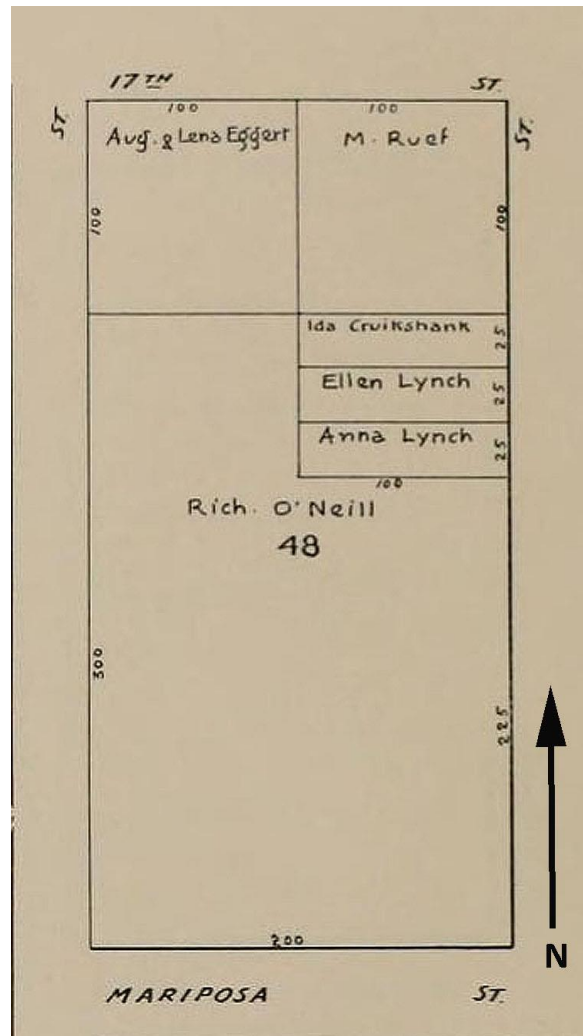 17TH ST.
100 100
ST ST.
Aug. & Lena Eggert M. Ruef
100 100
Ida Cruikshank 25
Ellen Lynch 25
Anna Lynch 25
100
Rich. O'Neill
48
300
225
200
N
MARIPOSA ST.